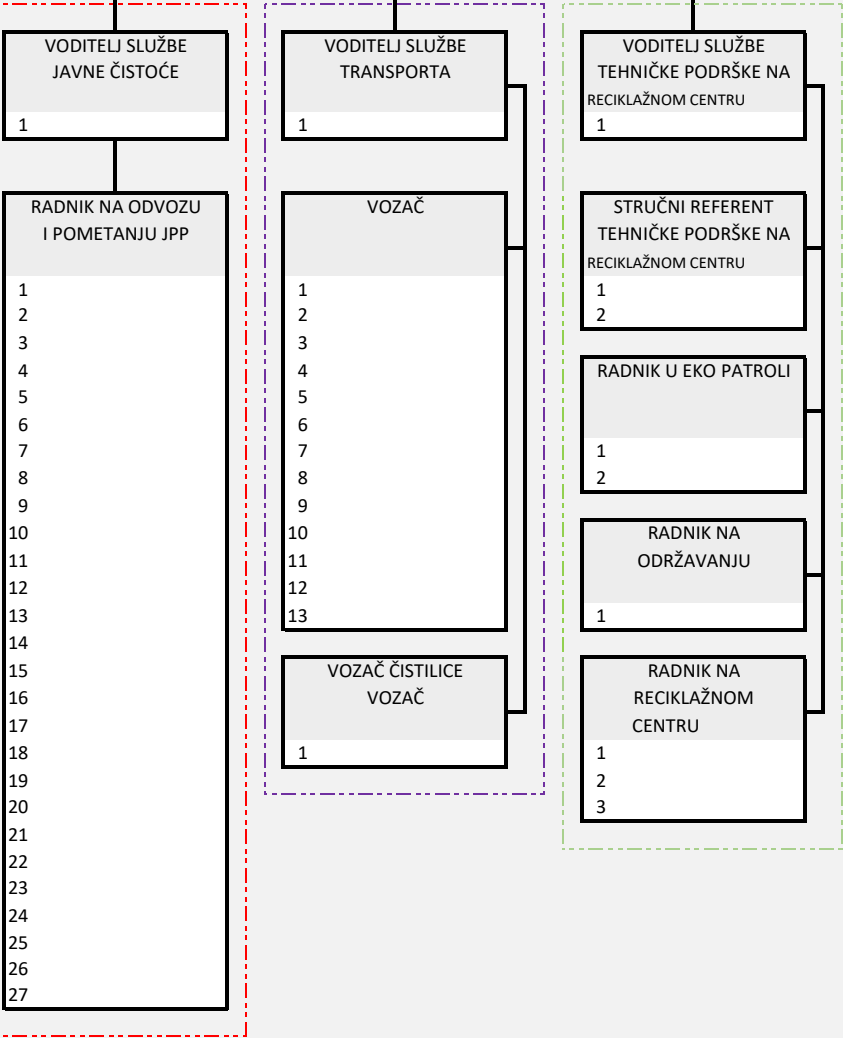 VODITELJ SLUŽBE
JAVNE ČISTOĆE
1
RADNIK NA ODVOZU
I POMETANJU JPP
1
2
3
4
5
6
7
8
9
10
11
12
13
14
15
16
17
18
19
20
21
22
23
24
25
26
27
VODITELJ SLUŽBE
TRANSPORTA
1
VOZAČ
1
2
3
4
5
6
7
8
9
10
11
12
13
VOZAČ ČISTILICE
VOZAČ
1
VODITELJ SLUŽBE
TEHNIČKE PODRŠKE NA
RECIKLAŽNOM CENTRU
1
STRUČNI REFERENT
TEHNIČKE PODRŠKE NA
RECIKLAŽNOM CENTRU
1
2
RADNIK U EKO PATROLI
1
2
RADNIK NA
ODRŽAVANJU
1
RADNIK NA
RECIKLAŽNOM
CENTRU
1
2
3